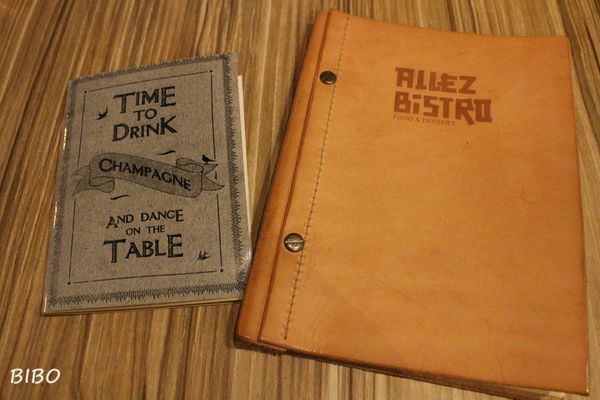 TIME
TO
DRINK
CHAMPAGNE
AND DANCE
ON THE
TABLE
ALLEZ
BiSTRO
FOOD & DESSERT
BIBO